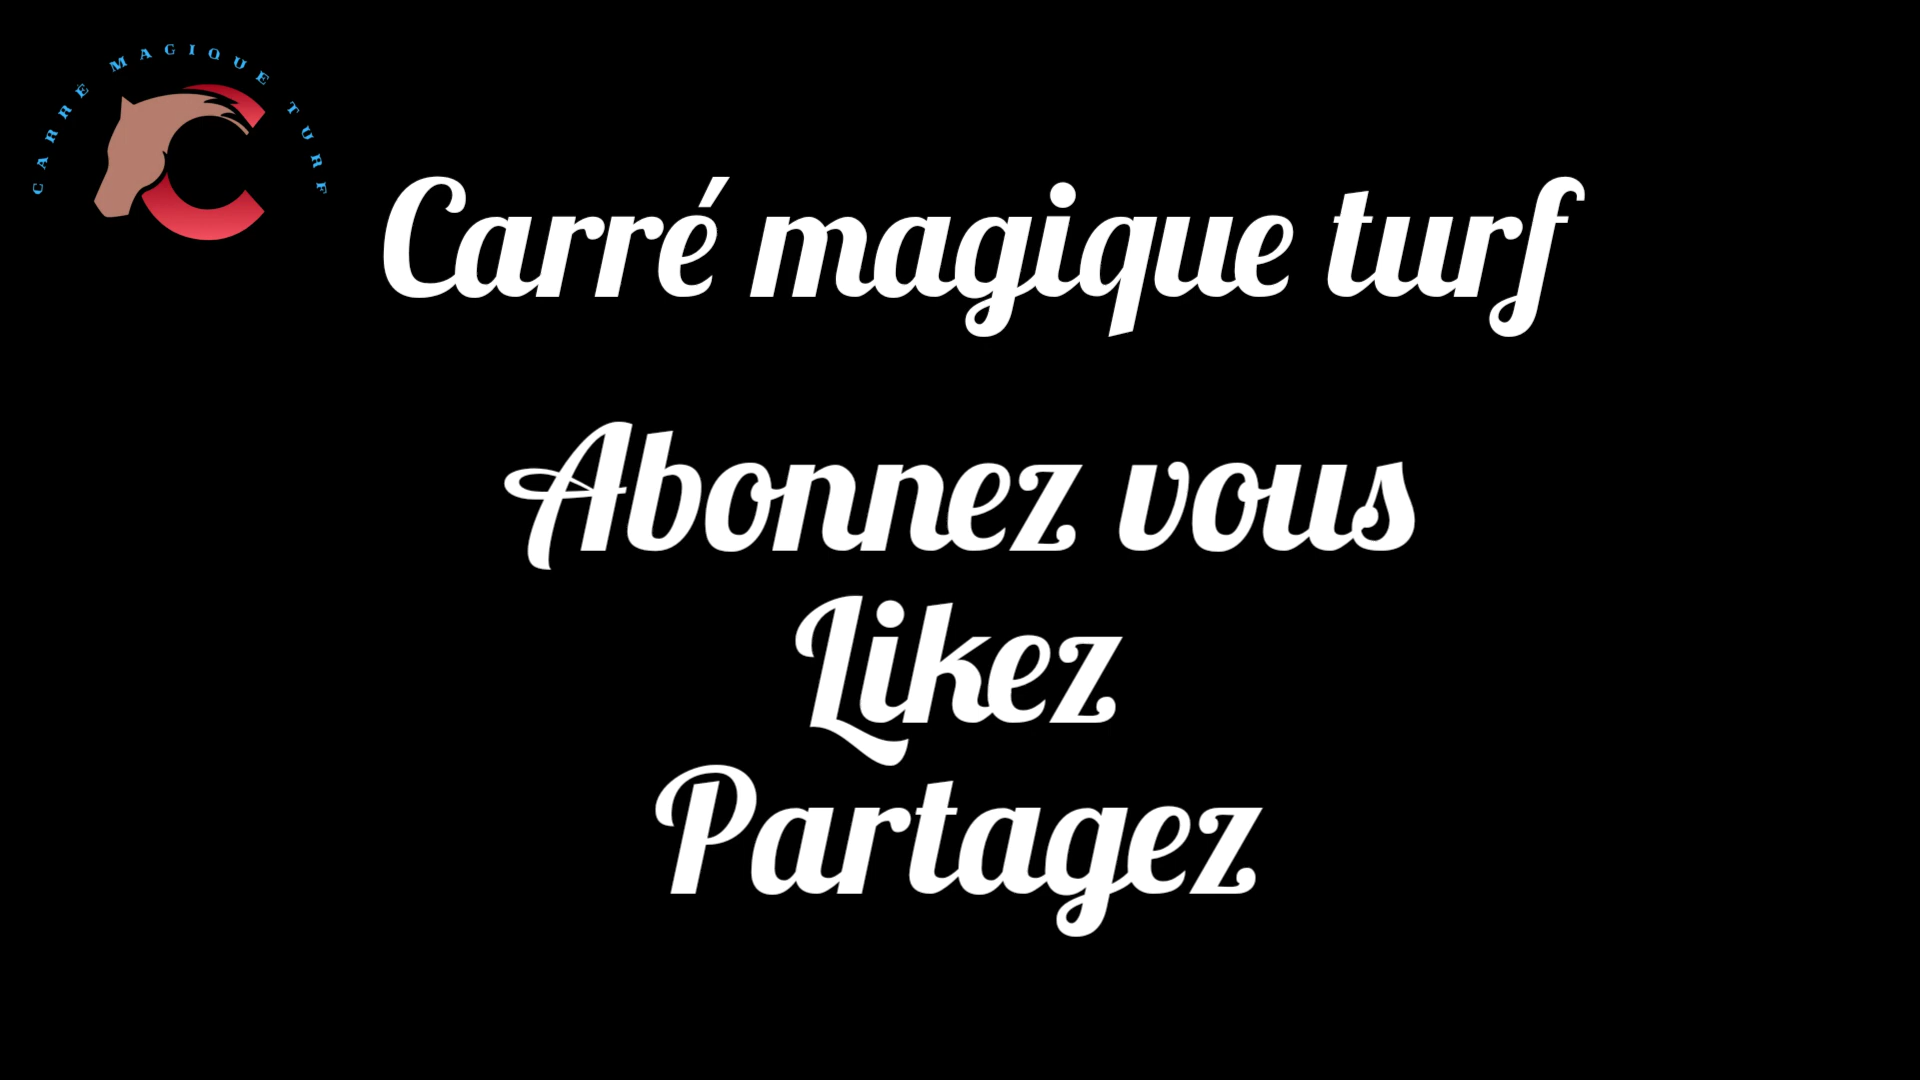 CARRE MAGIQUE TURF
Carré magique turf
Abonnez vous
Likez
Partagez